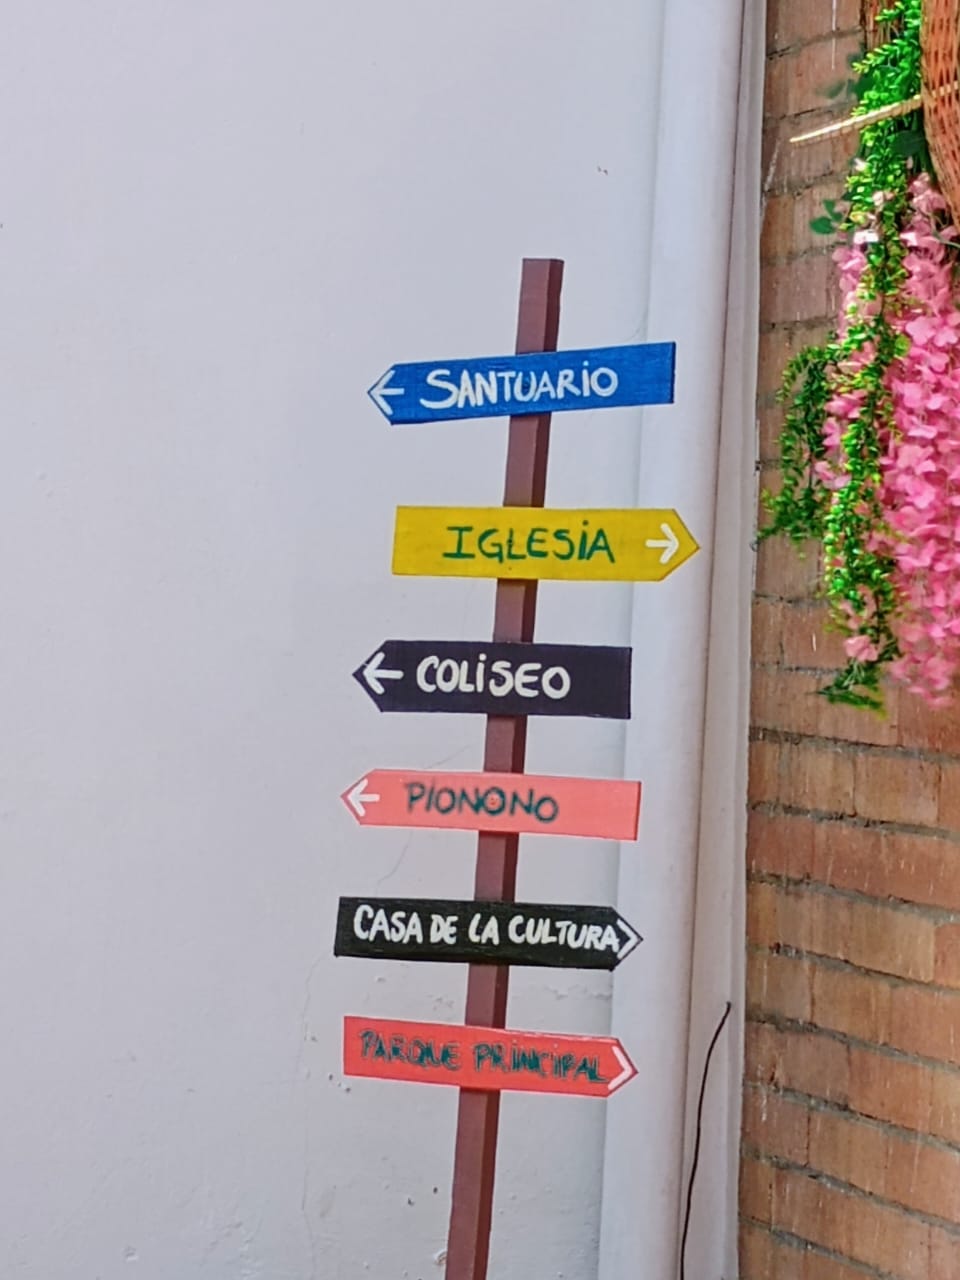 SANTUARIO
IGLESIA
COLISEO
PIONONO
CASA DE LA CULTURA
PARQUE PRINCIPAL